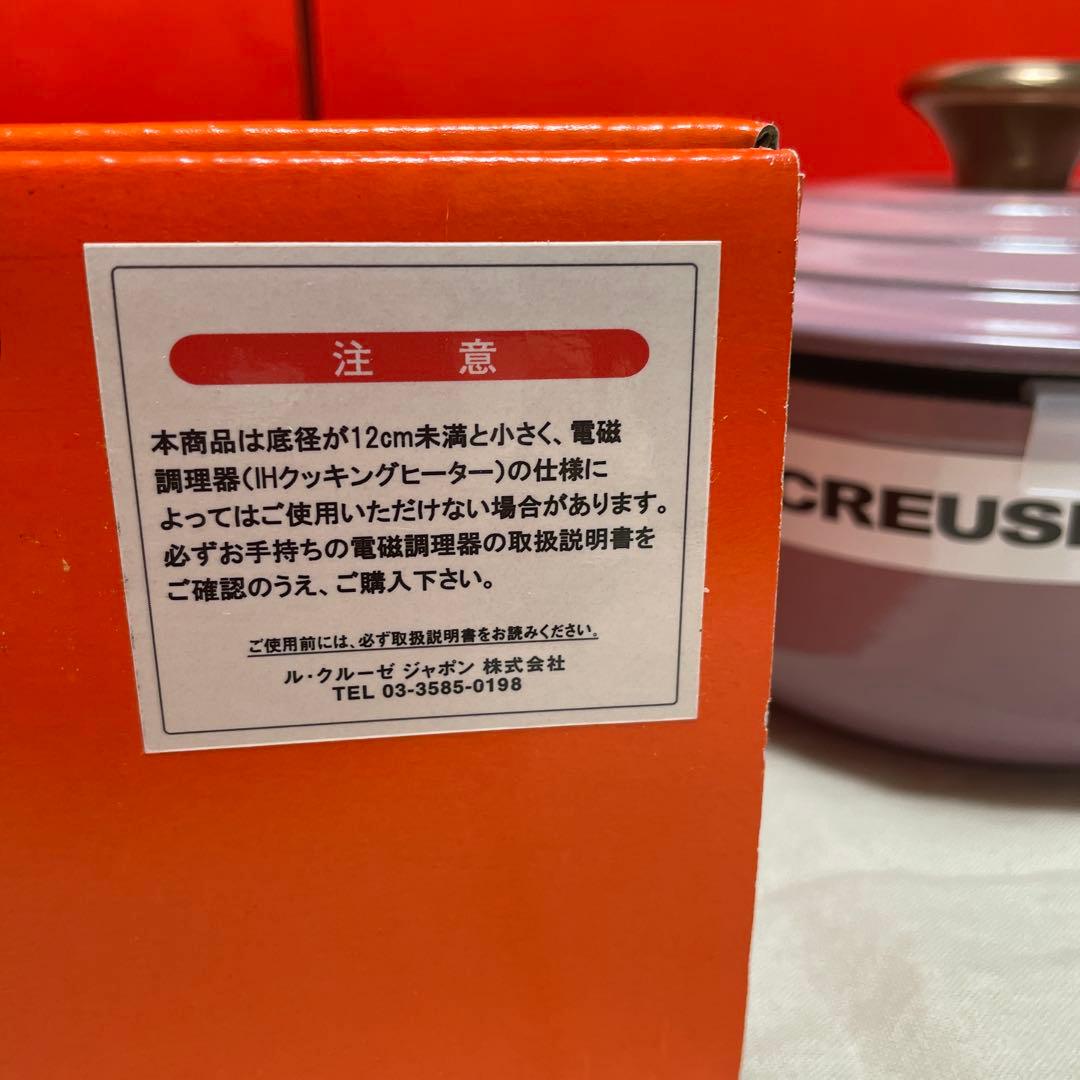 注意
本商品は底径が12cm未満と小さく、電磁
調理器(IHクッキングヒーター)の仕様に
よってはご使用いただけない場合があります。
必ずお手持ちの電磁調理器の取扱説明書を
ご確認のうえ、ご購入下さい。
ご使用前には、必ず取扱説明書をお読みください。
ル・クルーゼ ジャポン 株式会社
TEL 03-3585-0198
CREUSE